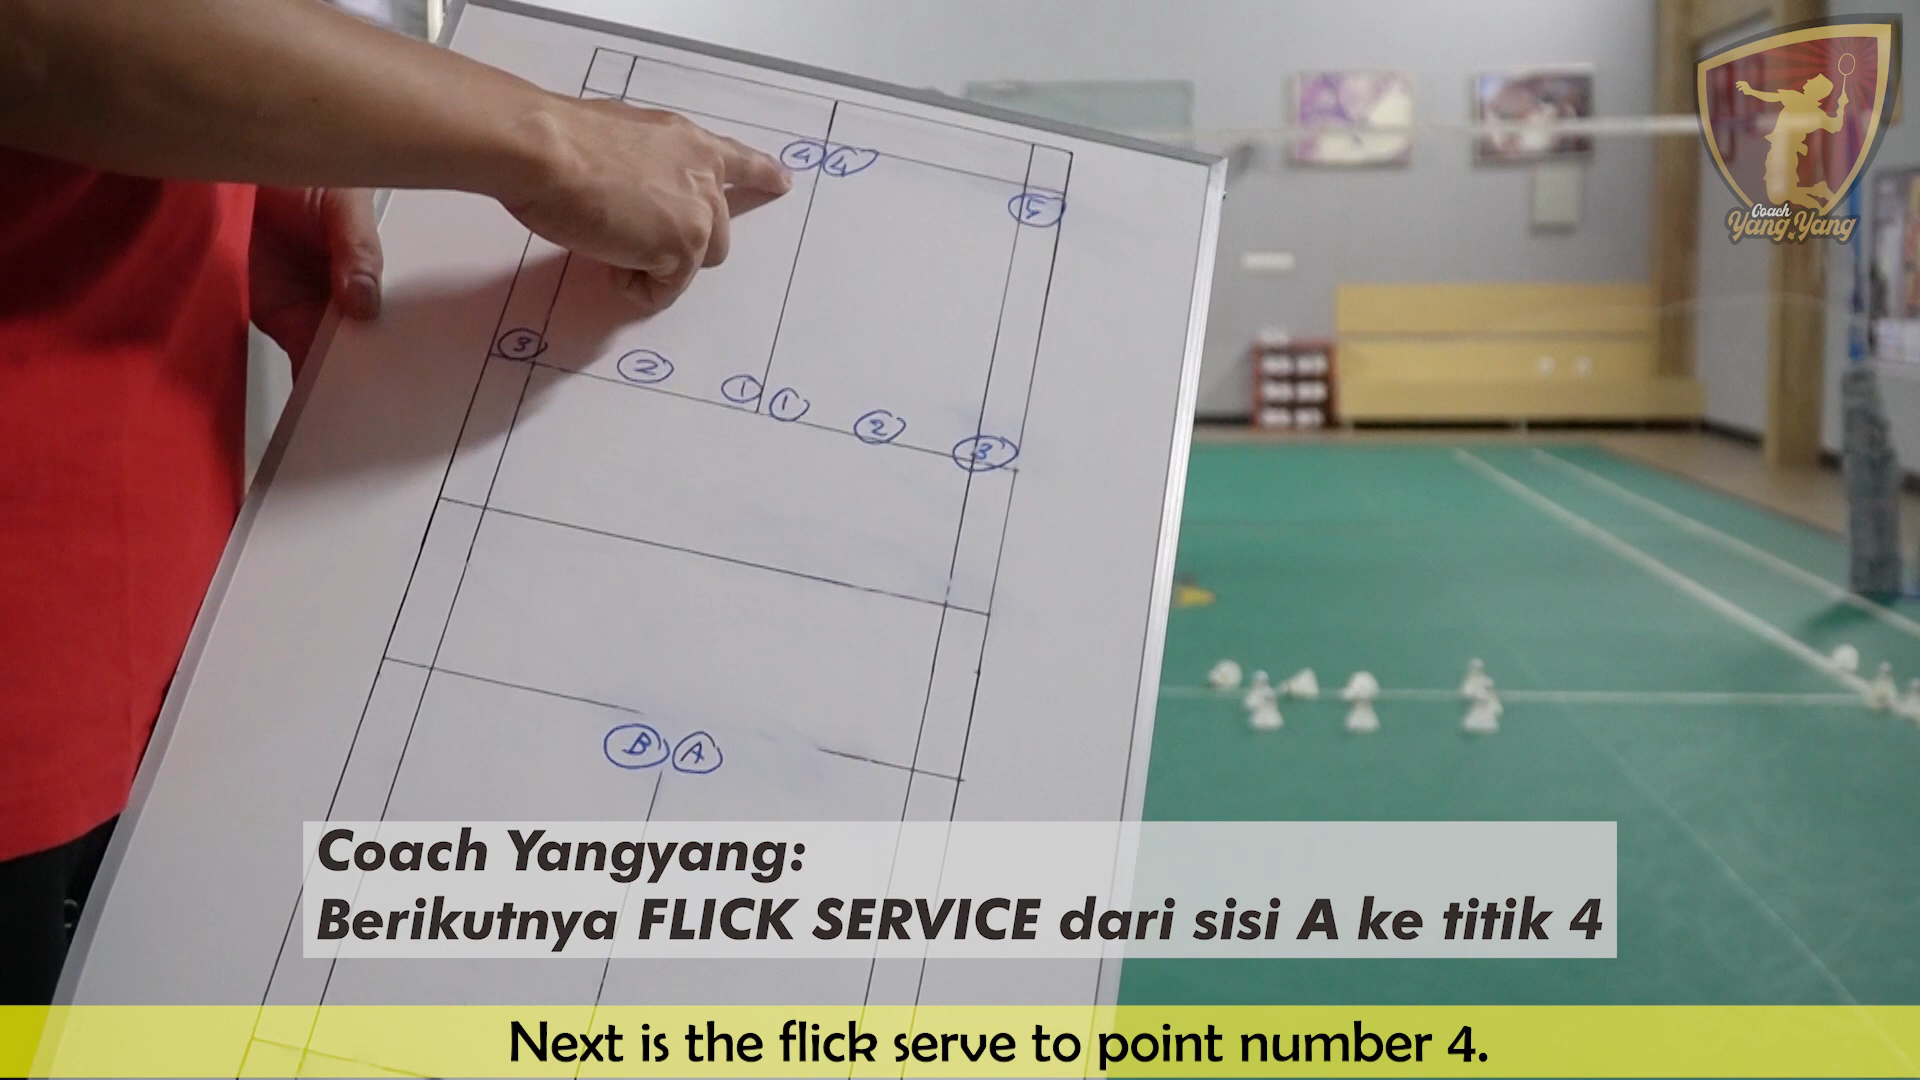 4 4
5
3 2 1 1 2 3
B A
Coach
Yang Yang
Coach Yangyang:
Berikutnya FLICK SERVICE dari sisi A ke titik 4
Next is the flick serve to point number 4.